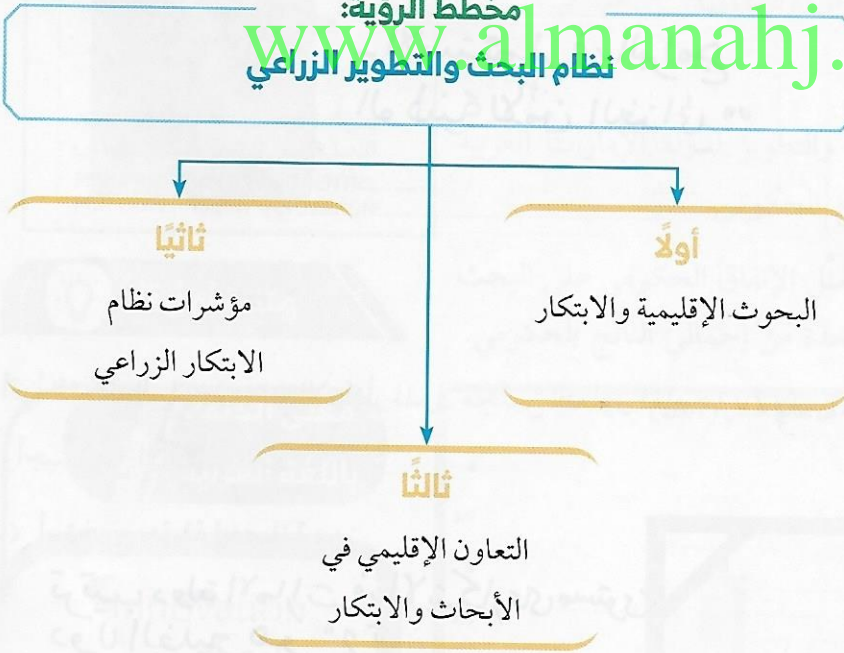 مخطط الرؤية:
www.almanahj.
نظام البحث والتطوير الزراعي
أولًا
البحوث الإقليمية والابتكار
ثانيًا
مؤشرات نظام
الابتكار الزراعي
ثالثًا
التعاون الإقليمي في
الأبحاث والابتكار